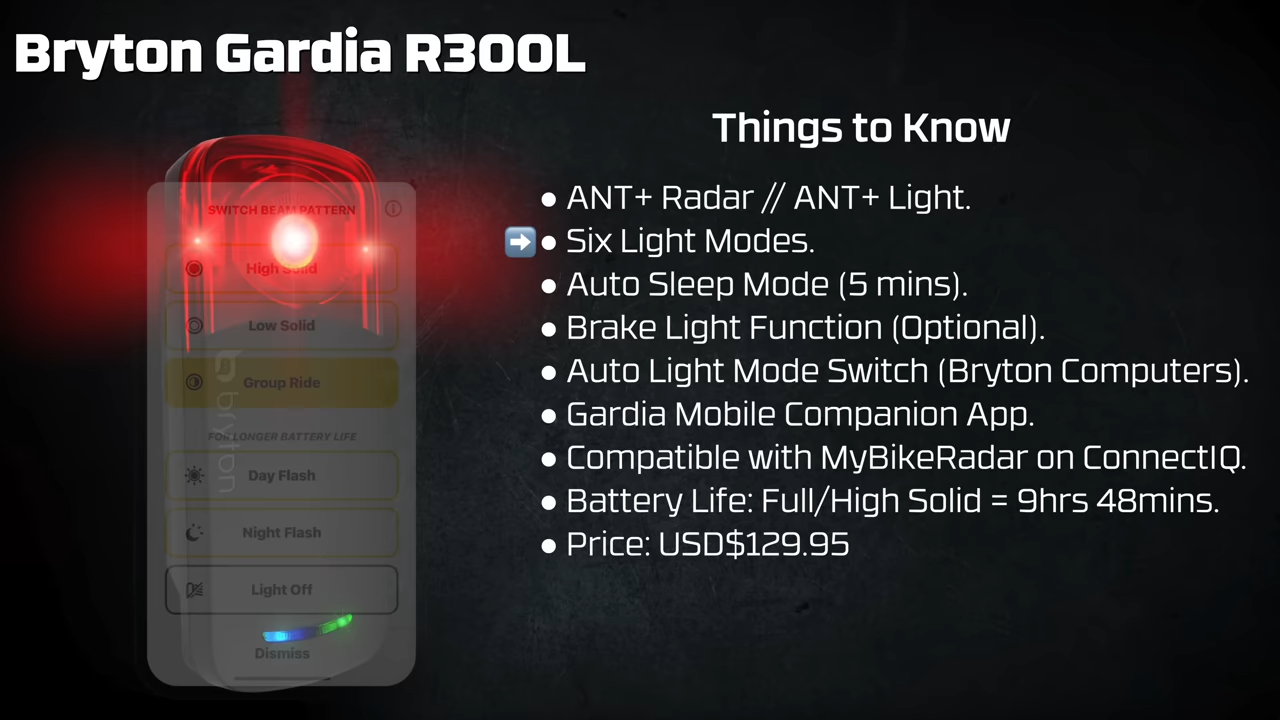 Bryton Gardia R300L
Things to Know
● ANT+ Radar // ANT+ Light.
➡● Six Light Modes.
● Auto Sleep Mode (5 mins).
● Brake Light Function (Optional).
● Auto Light Mode Switch (Bryton Computers).
● Gardia Mobile Companion App.
● Compatible with MyBikeRadar on ConnectIQ.
● Battery Life: Full/High Solid = 9hrs 48mins.
● Price: USD$129.95
SWITCH BEAM PATTERN
High Solid
Low Solid
Group Ride
FOR LONGER BATTERY LIFE
Day Flash
Night Flash
Light Off
Dismiss
bryton